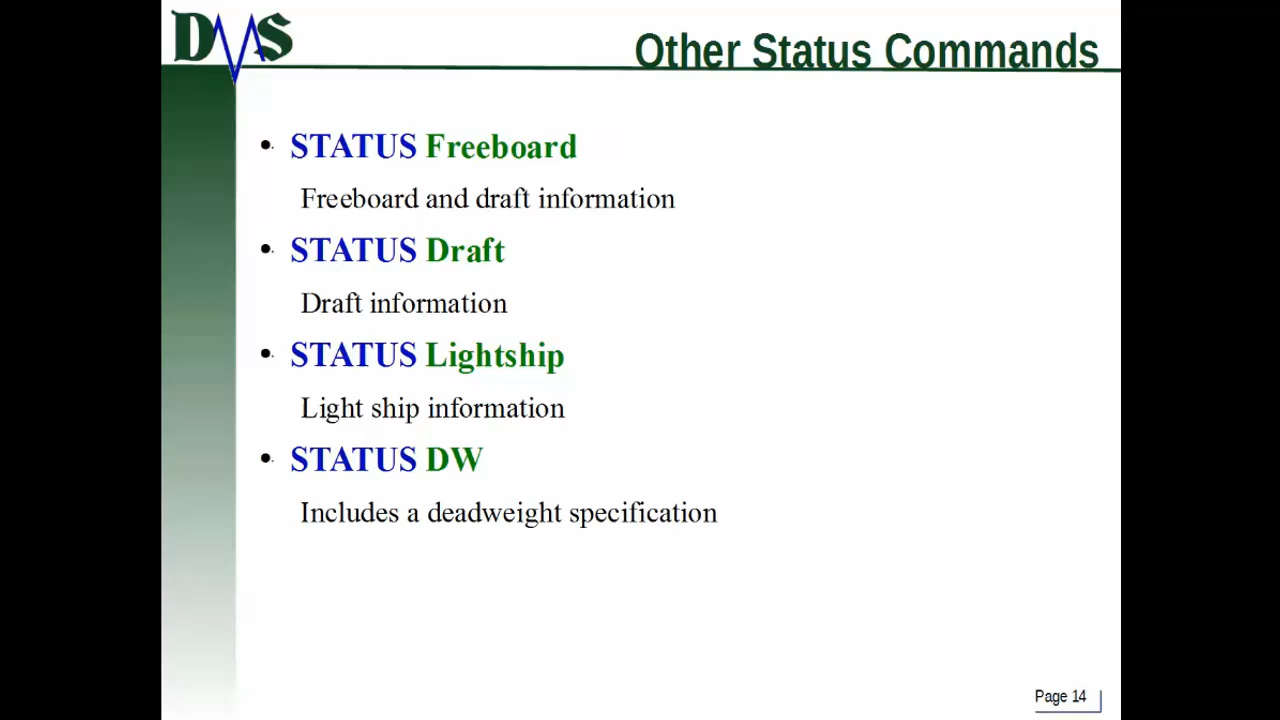 DMS
Other Status Commands
• STATUS Freeboard
Freeboard and draft information
• STATUS Draft
Draft information
• STATUS Lightship
Light ship information
• STATUS DW
Includes a deadweight specification
Page 14